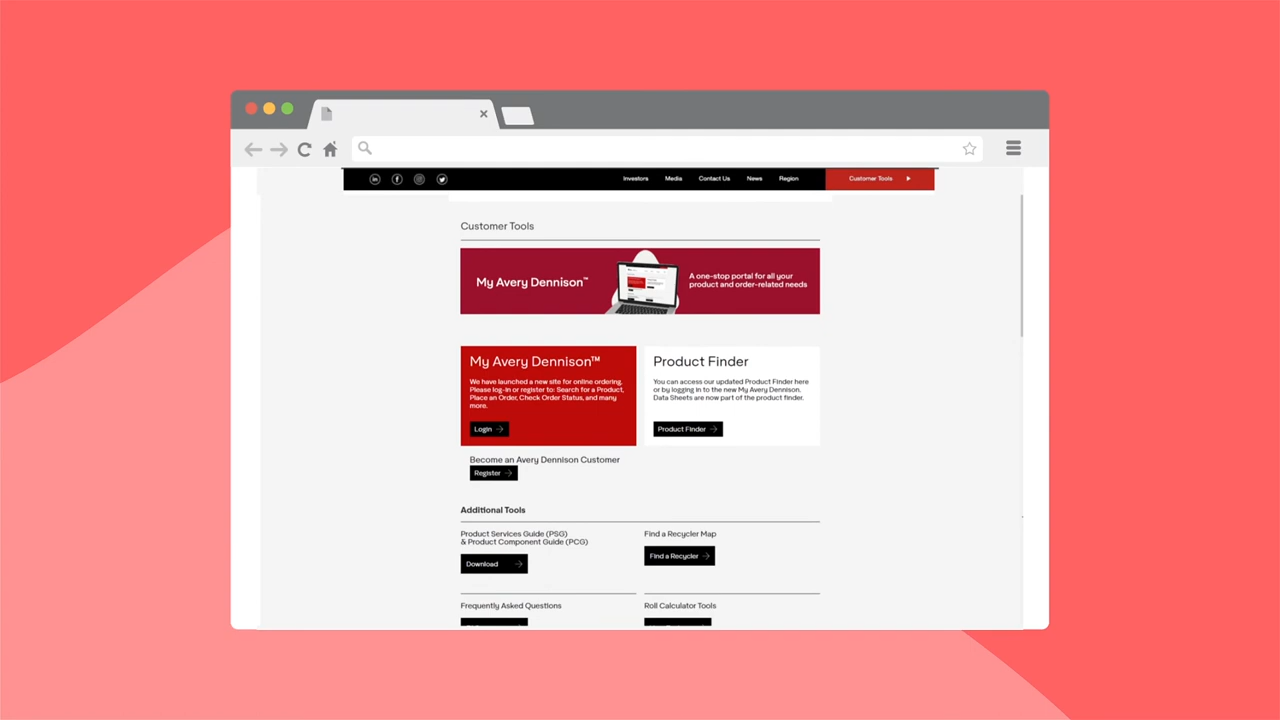 Investors Media Contact Us News Region Customer Tools
Customer Tools
My Avery Dennison™
A one-stop portal for all your
product and order-related needs
My Avery Dennison™
We have launched a new site for online ordering.
Please log-in or register to: Search for a Product,
Place an Order, Check Order Status, and many
more.
Login
Product Finder
You can access our updated Product Finder here
or by logging in to the new My Avery Dennison.
Data Sheets are now part of the product finder.
Product Finder
Become an Avery Dennison Customer
Register
Additional Tools
Product Services Guide (PSG)
& Product Component Guide (PCG)
Download
Find a Recycler Map
Find a Recycler
Frequently Asked Questions
Roll Calculator Tools